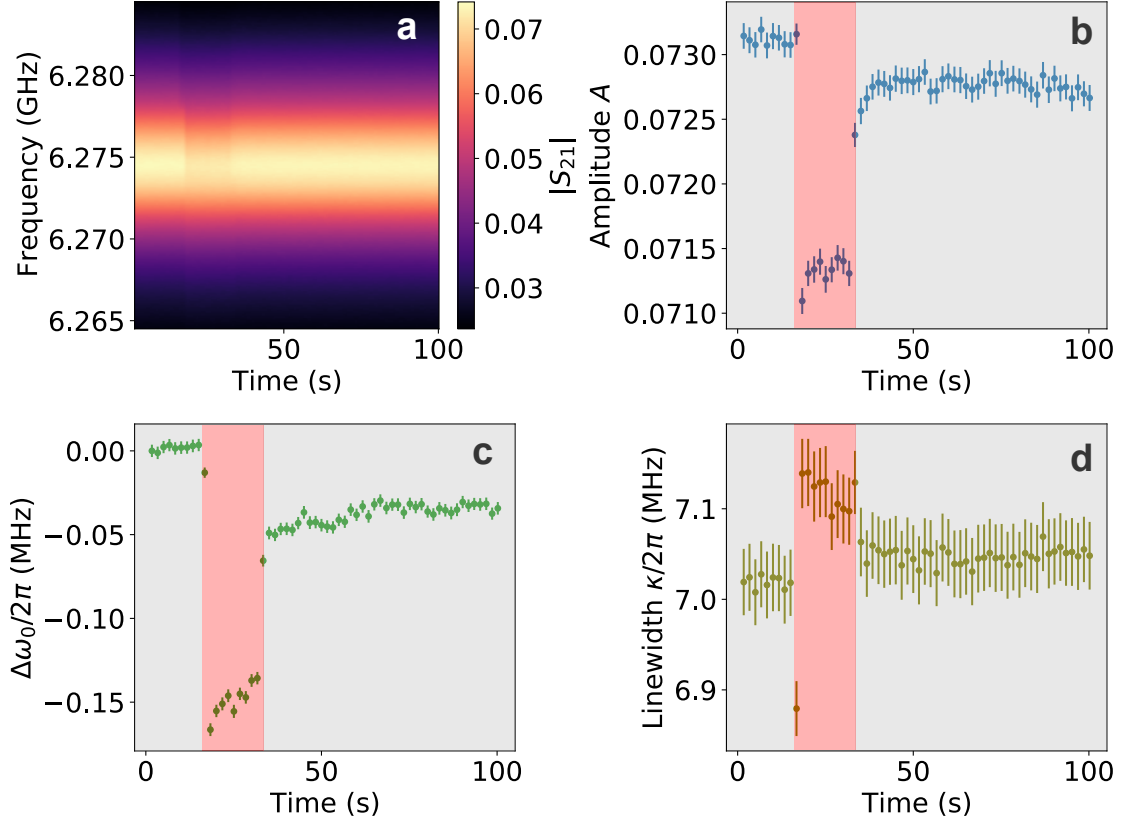 a
6.280
6.275
6.270
6.265
Frequency (GHz)
50
100
Time (s)
0.07
0.06
0.05
0.04
0.03
|S21|
b
0.0730
0.0725
0.0720
0.0715
0.0710
Amplitude A
0
50
100
Time (s)
c
0.00
−0.05
−0.10
−0.15
Δω0/2π (MHz)
0
50
100
Time (s)
d
7.1
7.0
6.9
Linewidth κ/2π (MHz)
0
50
100
Time (s)